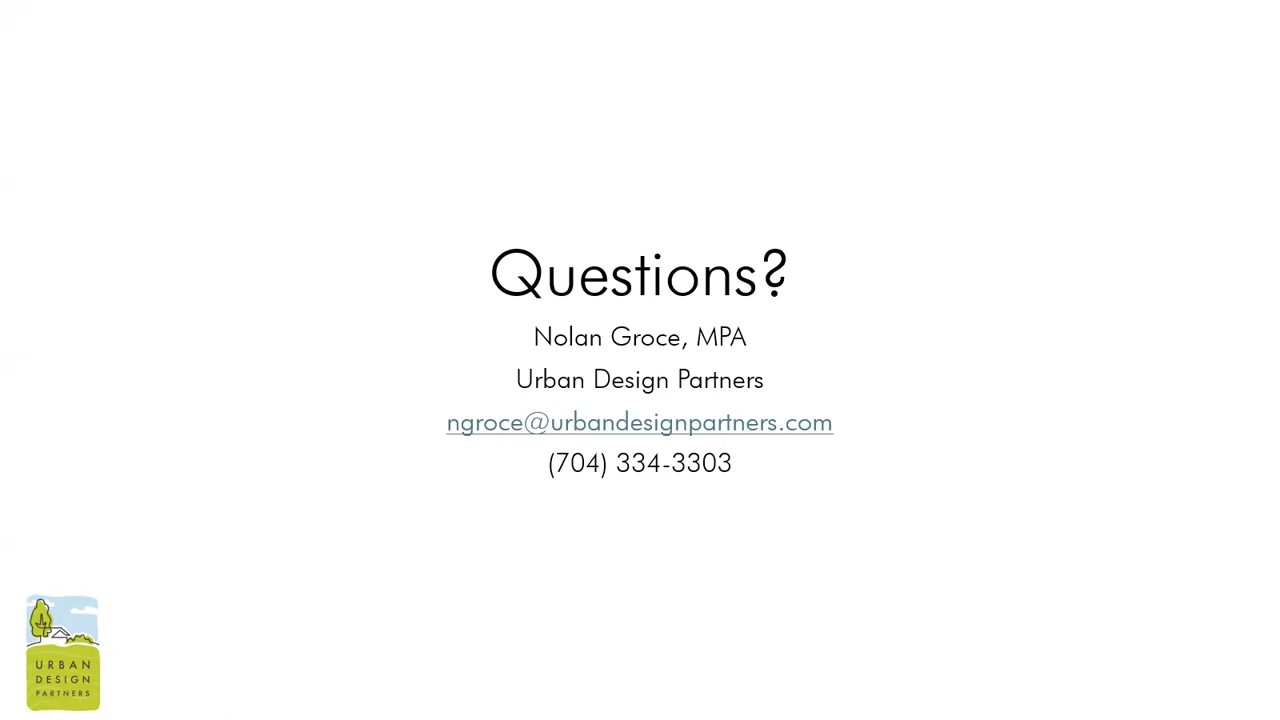 Questions?
Nolan Groce, MPA
Urban Design Partners
ngroce@urbandesignpartners.com
(704) 334-3303
URBAN
DESIGN
PARTNERS